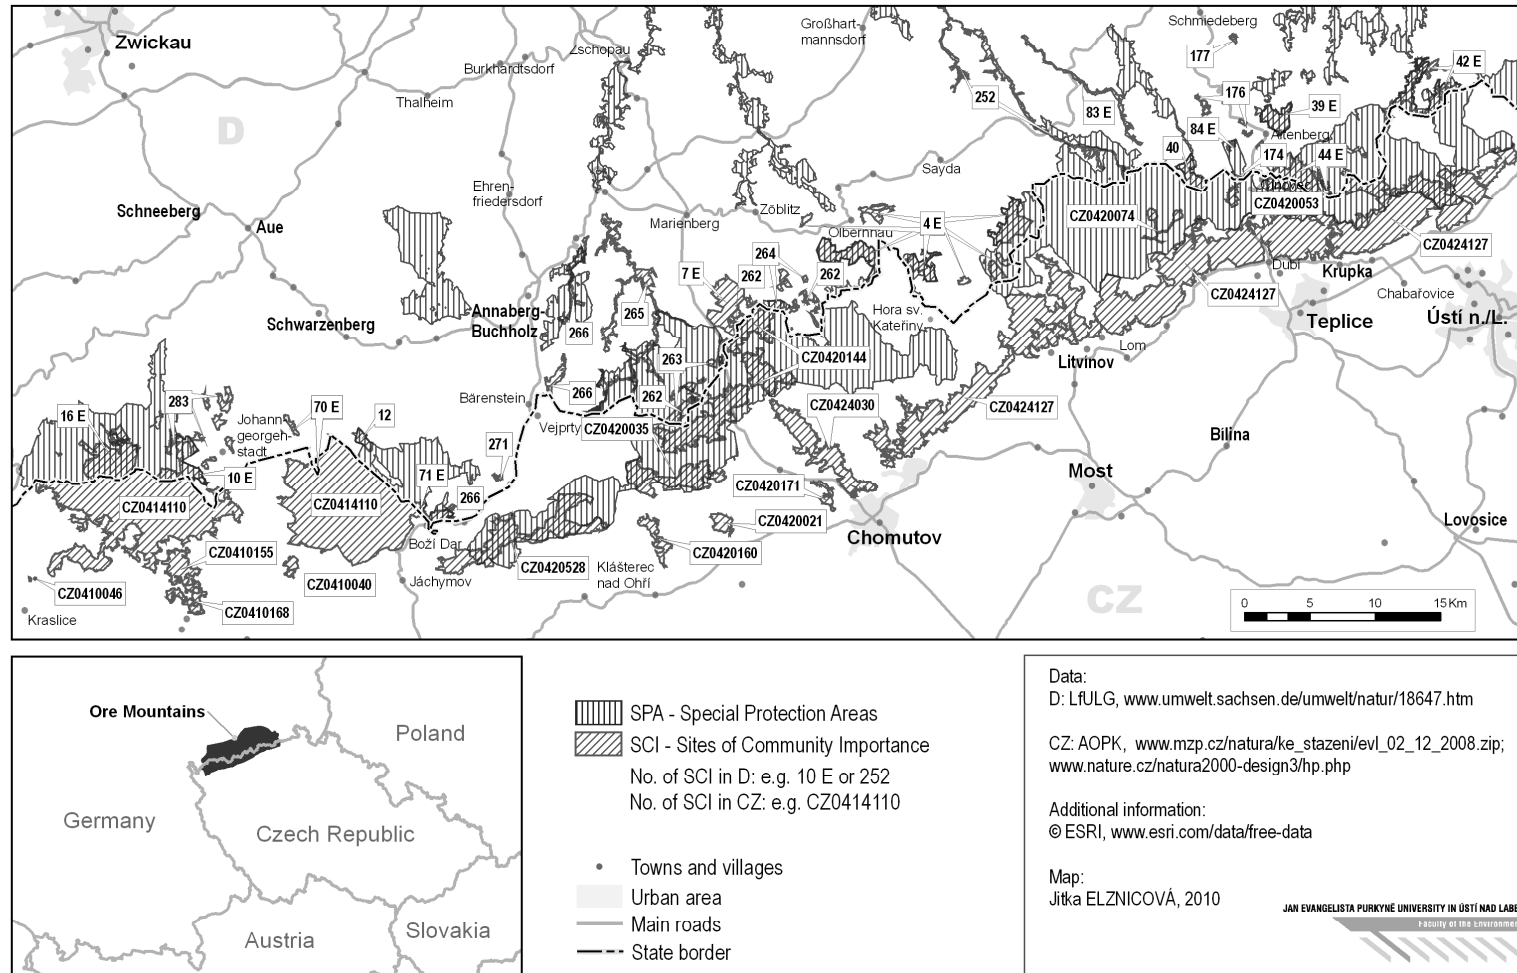 Zwickau
D
Burkhardtsdorf
Zschopau
Thalheim
Großhart-
mannsdorf
Schmiedeberg
177
42 E
252
83 E
176
39 E
84 E
Altenberg
40
174
44 E
Sayda
Ehren-
friedersdorf
Schneeberg
Aue
Marienberg
Zöblitz
4 E
Olbernhau
CZ0420074
CZ0420053
CZ0424127
264
262
262
7 E
265
Dubí
Krupka
CZ0424127
Chabařovice
Teplice
Ústí n./L.
Schwarzenberg
Annaberg-
Buchholz
266
Hora sv.
Kateřiny
CZ0420144
263
Lom
Litvínov
Bärenstein
266
262
Vejprty
CZ0420035
CZ0424030
CZ0424127
16 E
283
Johann
georgeh-
stadt
70 E
12
271
10 E
71 E
266
CZ0414110
CZ0414110
Bílina
Most
CZ0420171
CZ0420021
Chomutov
Lovosice
Boží Dar
CZ0420160
CZ0410155
CZ0420528
Klášterec
nad Ohří
Jáchymov
CZ0410040
CZ0410046
CZ0410168
Kraslice
CZ
0 5 10 15 Km
Ore Mountains
Poland
Germany
Czech Republic
Austria
Slovakia
SPA - Special Protection Areas
SCI - Sites of Community Importance
No. of SCI in D: e.g. 10 E or 252
No. of SCI in CZ: e.g. CZ0414110
Towns and villages
Urban area
Main roads
State border
Data:
D: LfULG, www.umwelt.sachsen.de/umwelt/natur/18647.htm
CZ: AOPK, www.mzp.cz/natura/ke_stazeni/evl_02_12_2008.zip;
www.nature.cz/natura2000-design3/hp.php
Additional information:
© ESRI, www.esri.com/data/free-data
Map:
Jitka ELZNICOVÁ, 2010
JAN EVANGELISTA PURKYNĚ UNIVERSITY IN ÚSTÍ NAD LABE
Faculty of the Environmen